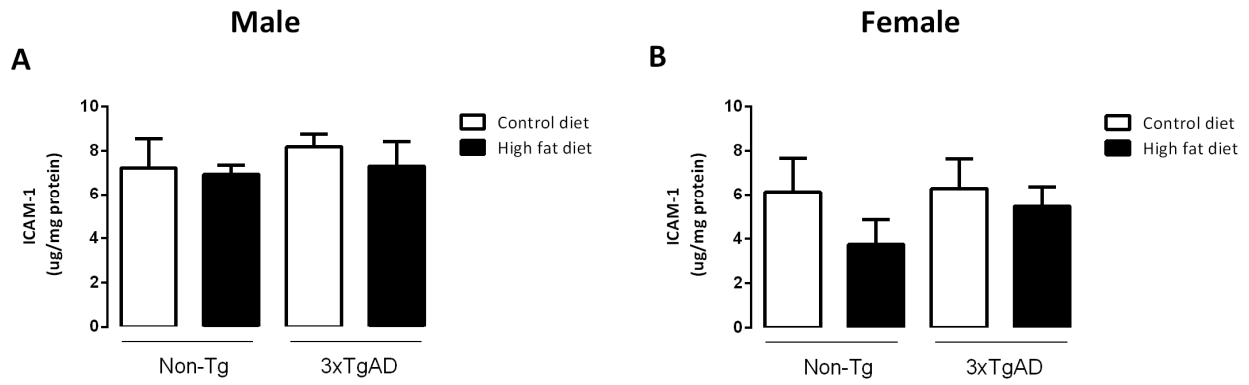 Male
A
ICAM-1
(ug/mg protein)
10
8
6
4
2
0
Control diet
High fat diet
Non-Tg
3xTgAD
Female
B
ICAM-1
(ug/mg protein)
10
8
6
4
2
0
Control diet
High fat diet
Non-Tg
3xTgAD